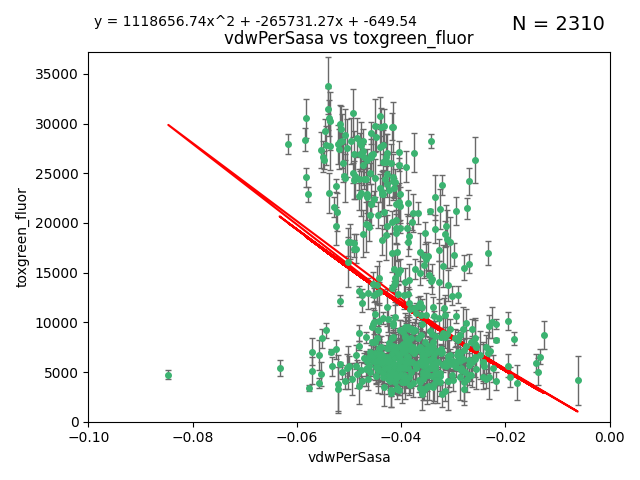 y = 1118656.74x^2 + -265731.27x + -649.54
N = 2310
vdwPerSasa vs toxgreen_fluor
35000
30000
25000
20000
15000
10000
5000
0
toxgreen_fluor
−0.10 −0.08 −0.06 −0.04 −0.02 0.00
vdwPerSasa